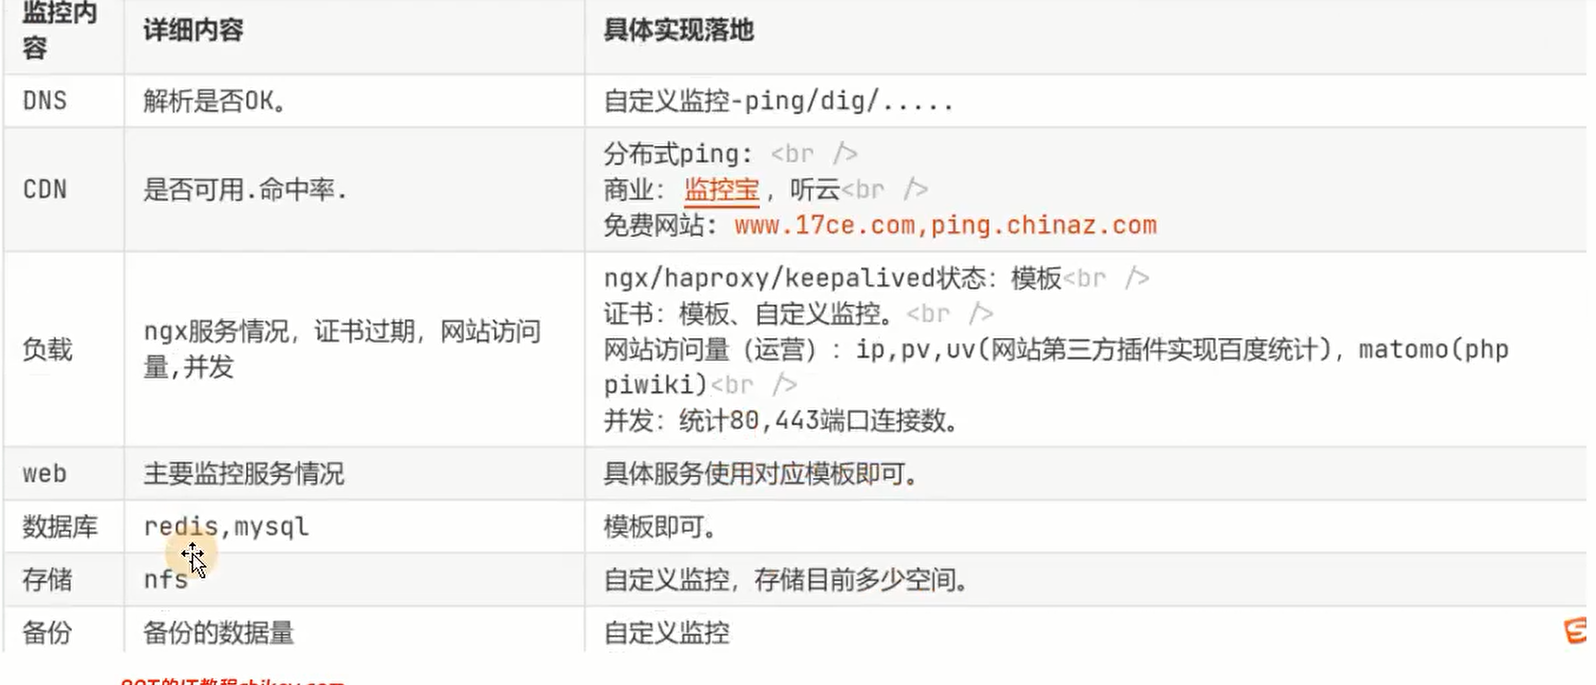 监控内容 详细内容 具体实现落地
DNS 解析是否OK。 自定义监控-ping/dig/.....
CDN 是否可用.命中率. 分布式ping: <br />
商业: 监控宝, 听云<br />
免费网站: www.17ce.com,ping.chinaz.com
负载 ngx服务情况, 证书过期, 网站访问量,并发 ngx/haproxy/keepalived状态: 模板<br />
证书: 模板、自定义监控。<br />
网站访问量 (运营) : ip,pv,uv(网站第三方插件实现百度统计), matomo(php
piwiki)<br />
并发: 统计80,443端口连接数。
web 主要监控服务情况 具体服务使用对应模板即可。
数据库 redis,mysql 模板即可。
存储 nfs 自定义监控, 存储目前多少空间。
备份 备份的数据量 自定义监控